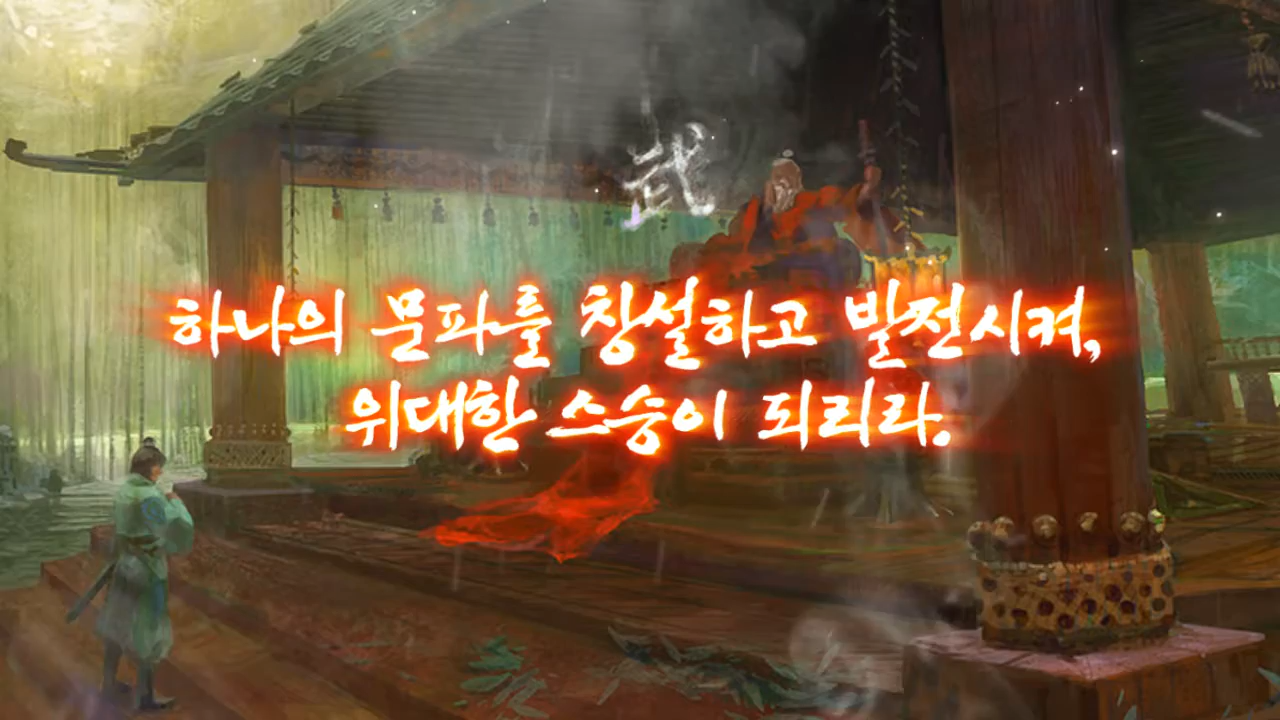 武
하나의 문파를 창설하고 발전시켜,
위대한 스승이 되리라.